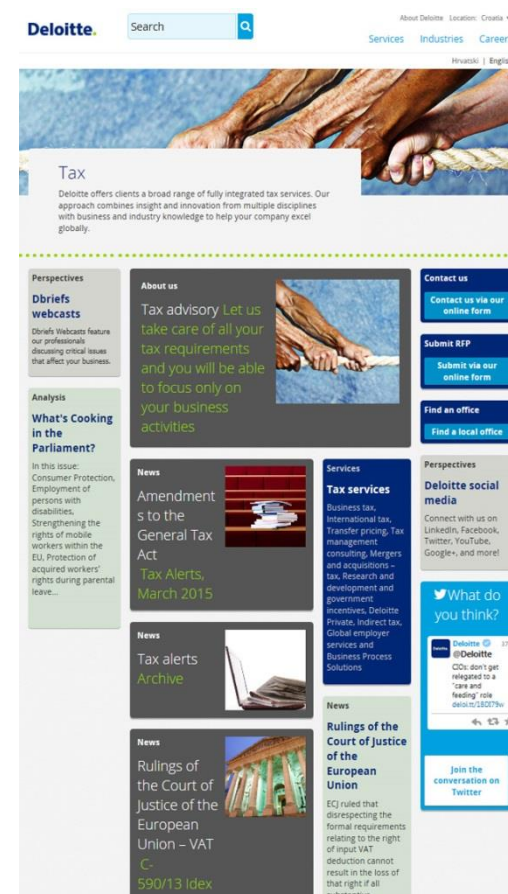 Deloitte.
Search
About Deloitte Location: Croatia
Services Industries Career
Hrvatski | Englis
Tax
Deloitte offers clients a broad range of fully integrated tax services. Our
approach combines insight and innovation from multiple disciplines
with business and industry knowledge to help your company excel
globally.
Perspectives
Dbriefs
webcasts
Dbriefs Webcasts feature
our professionals
discussing critical issues
that affect your business.
Analysis
What's Cooking
in the
Parliament?
In this issue:
Consumer Protection,
Employment of
persons with
disabilities,
Strengthening the
rights of mobile
workers within the
EU, Protection of
acquired workers'
rights during parental
leave...
About us
Tax advisory Let us
take care of all your
tax requirements
and you will be able
to focus only on
your business
activities
News
Amendment
s to the
General Tax
Act
Tax Alerts,
March 2015
News
Tax alerts
Archive
News
Rulings of
the Court of
Justice of the
European
Union – VAT
C-
590/13 Idex
Services
Tax services
Business tax,
International tax,
Transfer pricing, Tax
management
consulting, Mergers
and acquisitions –
tax, Research and
development and
government
incentives, Deloitte
Private, Indirect tax,
Global employer
services and
Business Process
Solutions
News
Rulings of the
Court of Justice
of the
European
Union
ECJ ruled that
disrespecting the
formal requirements
relating to the right
of input VAT
deduction cannot
result in the loss of
that right if all
Contact us
Contact us via our
online form
Submit RFP
Submit via our
online form
Find an office
Find a local office
Perspectives
Deloitte social
media
Connect with us on
LinkedIn, Facebook,
Twitter, YouTube,
Google+, and more!
What do
you think?
Deloitte
@Deloitte
CIOs: don't get
relegated to a
"care and
feeding" role
Join the
conversation on
Twitter